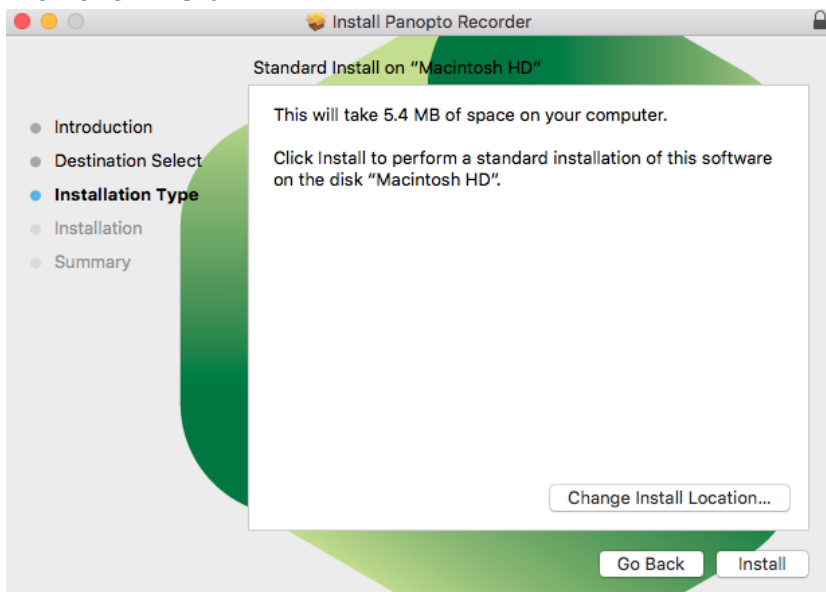 Install Panopto Recorder
Standard Install on “Macintosh HD”
Introduction
Destination Select
Installation Type
Installation
Summary
This will take 5.4 MB of space on your computer.
Click Install to perform a standard installation of this software
on the disk “Macintosh HD”.
Change Install Location...
Go Back
Install